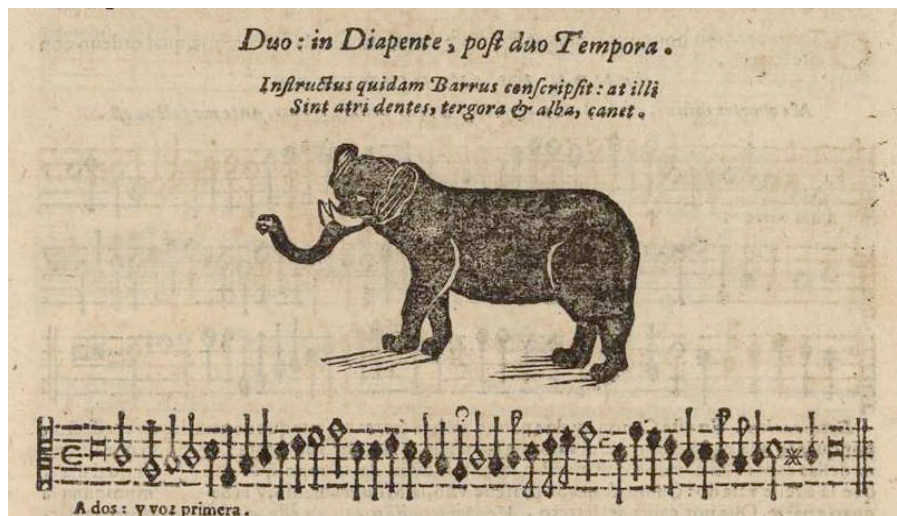 Duo: in Diapente, poſt duo Tempora.
Inſtructus quidam Barrus conſcripſit: at illi
Sint atri dentes, tergora & alba, canet.
A dos: y voz primera.